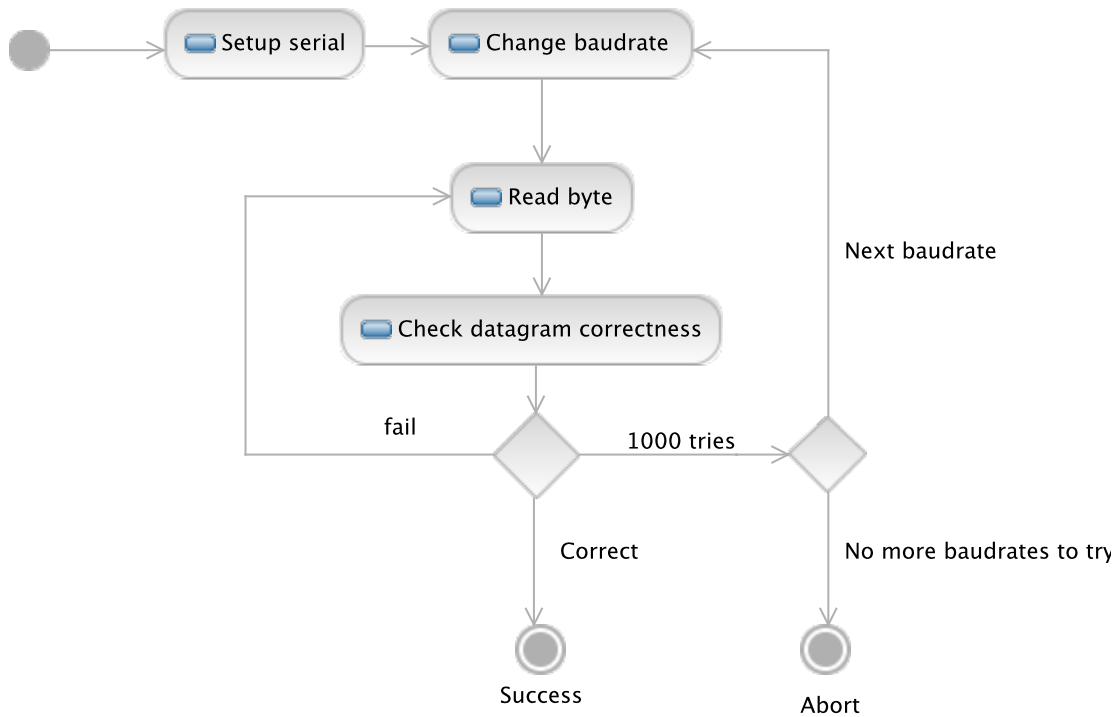 Setup serial
Change baudrate
Read byte
Next baudrate
Check datagram correctness
fail
1000 tries
Correct
No more baudrates to try
Success
Abort